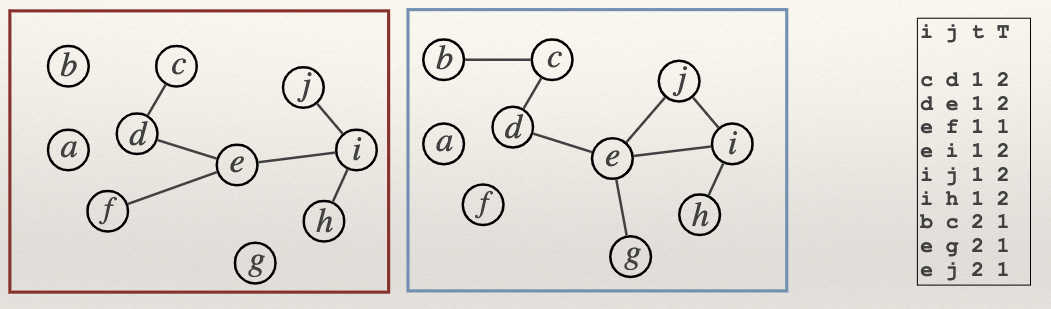 b c j
d i
a e
f h
g
b c j
d i
a e
f h
g
i j t T
c d 1 2
d e 1 2
e f 1 1
e i 1 2
i j 1 2
i h 1 2
b c 2 1
e g 2 1
e j 2 1